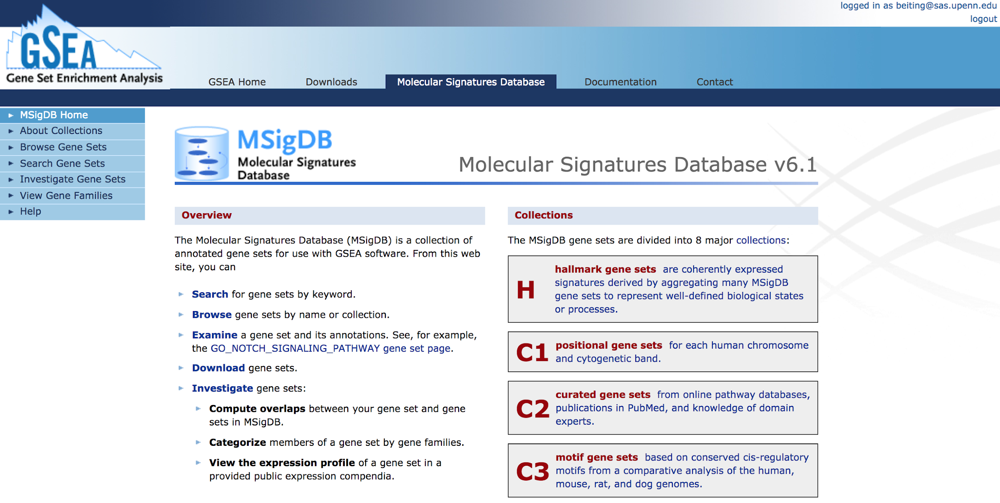 logged in as beiting@sas.upenn.edu
logout
GSEA
Gene Set Enrichment Analysis
GSEA Home
Downloads
Molecular Signatures Database
Documentation
Contact
MSigDB Home
About Collections
Browse Gene Sets
Search Gene Sets
Investigate Gene Sets
View Gene Families
Help
MSigDB
Molecular Signatures
Database
Molecular Signatures Database v6.1
Overview
The Molecular Signatures Database (MSigDB) is a collection of
annotated gene sets for use with GSEA software. From this web
site, you can
Search for gene sets by keyword.
Browse gene sets by name or collection.
Examine a gene set and its annotations. See, for example,
the GO_NOTCH_SIGNALING_PATHWAY gene set page.
Download gene sets.
Investigate gene sets:
Compute overlaps between your gene set and gene
sets in MSigDB.
Categorize members of a gene set by gene families.
View the expression profile of a gene set in a
provided public expression compendia.
Collections
The MSigDB gene sets are divided into 8 major collections:
H
hallmark gene sets are coherently expressed
signatures derived by aggregating many MSigDB
gene sets to represent well-defined biological states
or processes.
C1
positional gene sets for each human chromosome
and cytogenetic band.
C2
curated gene sets from online pathway databases,
publications in PubMed, and knowledge of domain
experts.
C3
motif gene sets based on conserved cis-regulatory
motifs from a comparative analysis of the human,
mouse, rat, and dog genomes.